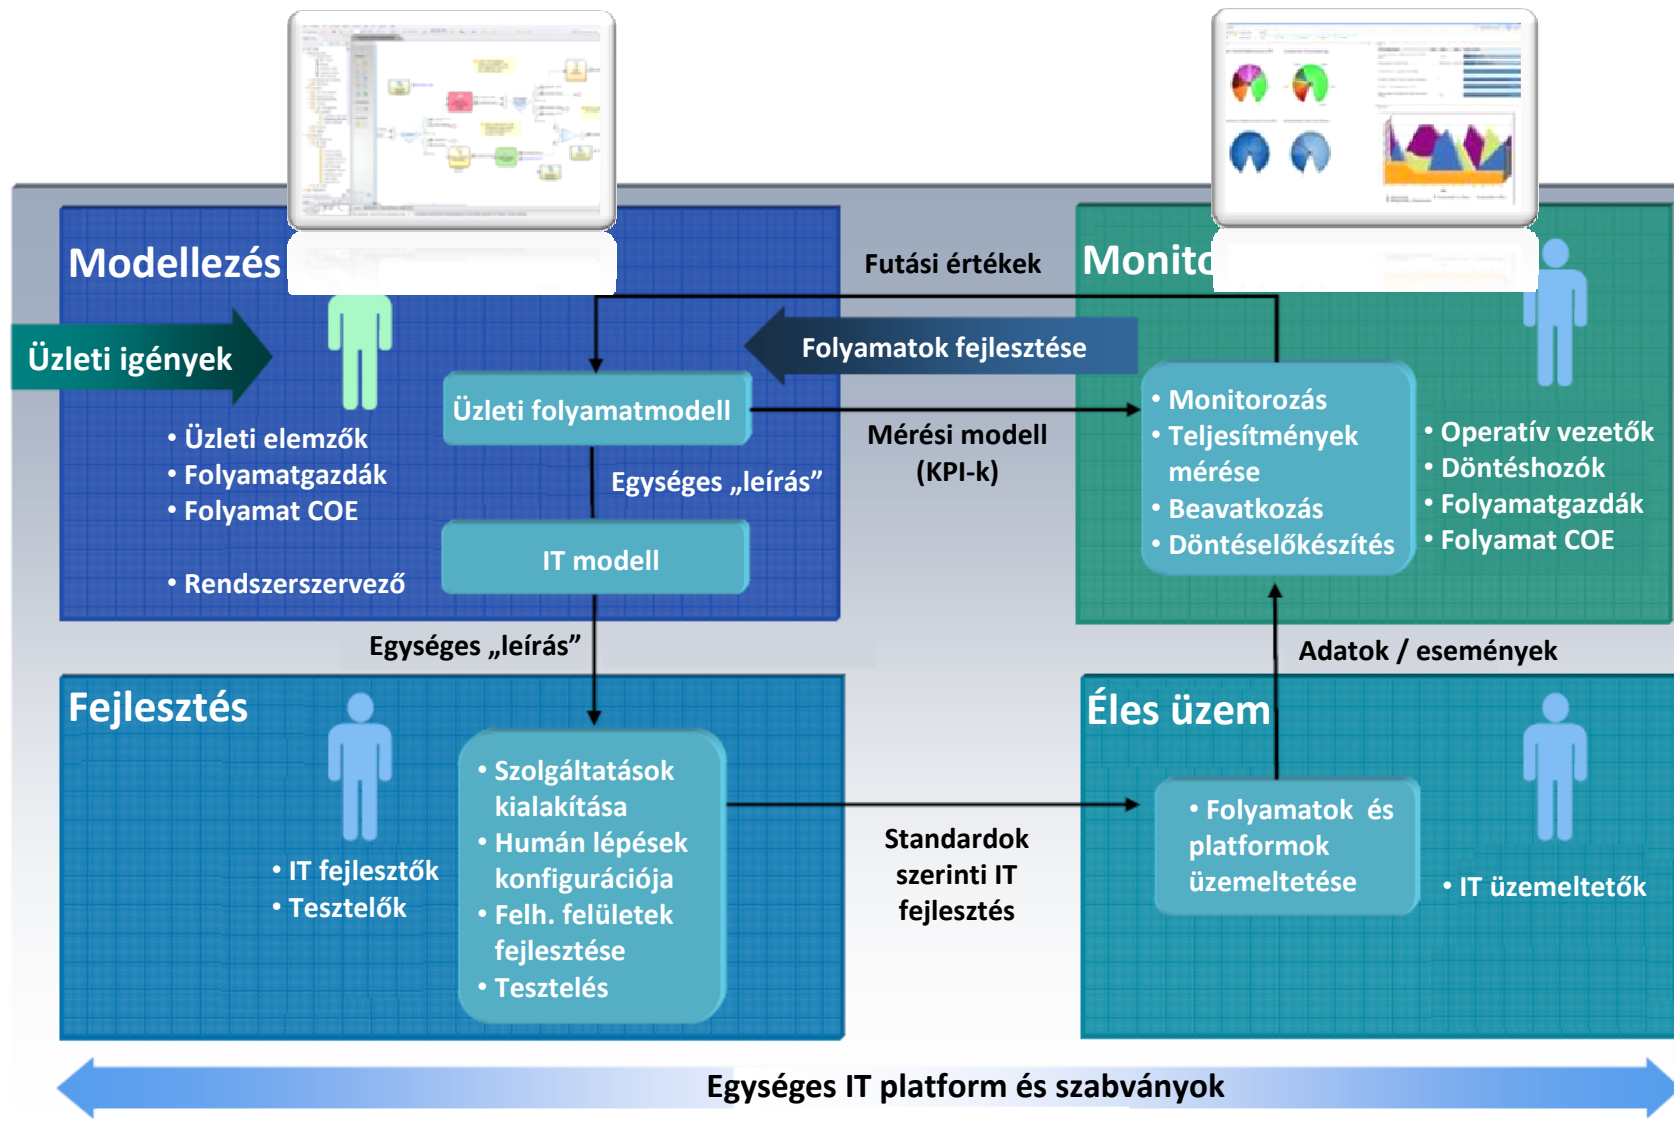 Modellezés
Üzleti igények
• Üzleti elemzők
• Folyamatgazdák
• Folyamat COE
• Rendszerszervező
Üzleti folyamatmodell
Egységes „leírás”
IT modell
Futási értékek
Folyamatok fejlesztése
Mérési modell
(KPI-k)
Monito
• Monitorozás
• Teljesítmények
mérése
• Beavatkozás
• Döntéselőkészítés
• Operatív vezetők
• Döntéshozók
• Folyamatgazdák
• Folyamat COE
Egységes „leírás”
Adatok / események
Fejlesztés
• IT fejlesztők
• Tesztelők
• Szolgáltatások
kialakítása
• Humán lépések
konfigurációja
• Felh. felületek
fejlesztése
• Tesztelés
Standardok
szerinti IT
fejlesztés
Éles üzem
• Folyamatok és
platformok
üzemeltetése
• IT üzemeltetők
Egységes IT platform és szabványok